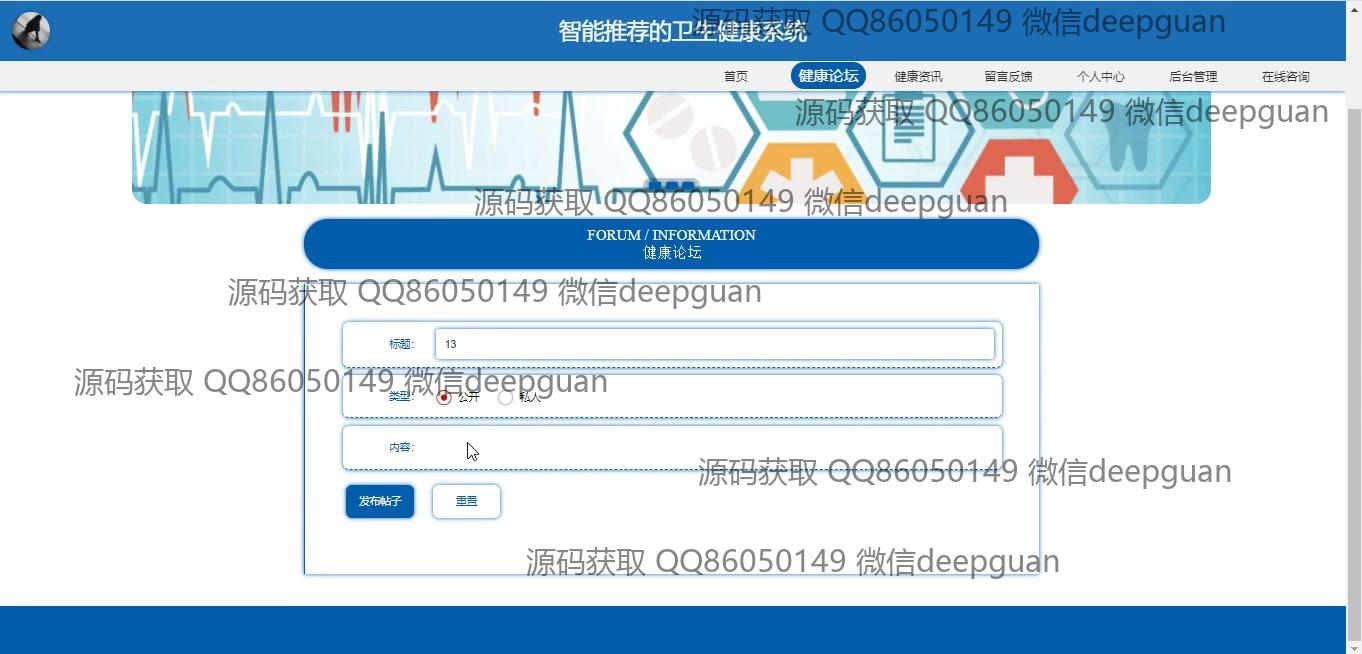 智能推荐的卫生健康系统
源码获取 QQ86050149 微信deepguan
首页 健康论坛 健康资讯 留言反馈 个人中心 后台管理 在线咨询
源码获取 QQ86050149 微信deepguan
源码获取 QQ86050149 微信deepguan
FORUM / INFORMATION
健康论坛
源码获取 QQ86050149 微信deepguan
标题: 13
源码获取 QQ86050149 微信deepguan
类型: 公开 私人
内容:
源码获取 QQ86050149 微信deepguan
发布帖子 重置
源码获取 QQ86050149 微信deepguan